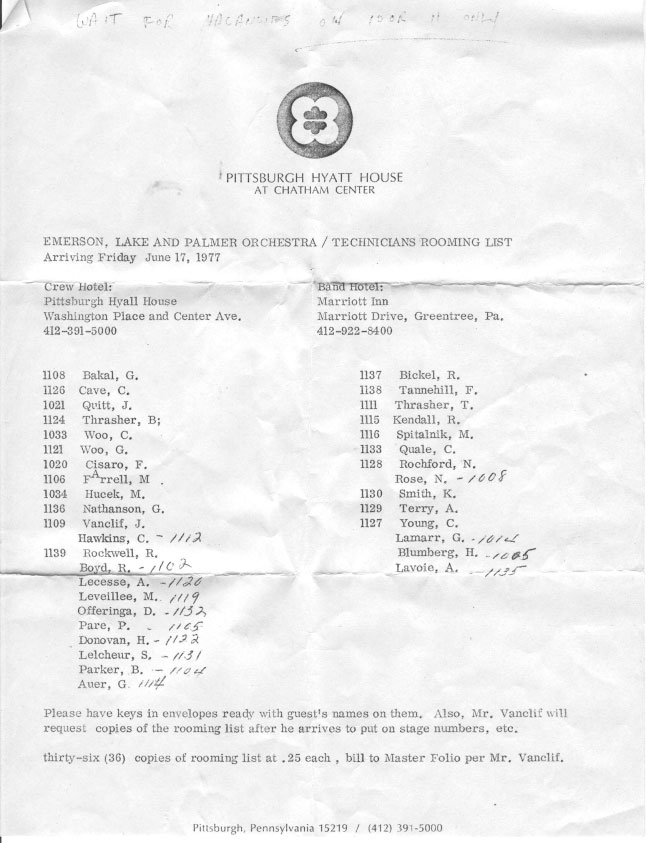 WAIT FOR VACANCIES ON 10 OR 11 ONLY
PITTSBURGH HYATT HOUSE
AT CHATHAM CENTER
EMERSON, LAKE AND PALMER ORCHESTRA / TECHNICIANS ROOMING LIST
Arriving Friday June 17, 1977
Crew Hotel:
Pittsburgh Hyall House
Washington Place and Center Ave.
412-391-5000
Band Hotel:
Marriott Inn
Marriott Drive, Greentree, Pa.
412-922-8400
1108 Bakal, G.
1126 Cave, C.
1021 Quitt, J.
1124 Thrasher, B;
1033 Woo, C.
1121 Woo, G.
1020 Cisaro, F.
1106 FArrell, M .
1034 Hucek, M.
1136 Nathanson, G.
1109 Vanclif, J.
Hawkins, C. - 1112
1139 Rockwell, R.
Boyd, R. - 1102
Lecesse, A. - 1120
Leveillee, M. 1119
Offeringa, D. - 1132
Pare, P. - 1105
Donovan, H. - 1122
Lelcheur, S. - 1131
Parker, B. - 1104
Auer, G. 1114
1137 Bickel, R.
1138 Tannehill, F.
1111 Thrasher, T.
1115 Kendall, R.
1116 Spitalnik, M.
1133 Quale, C.
1128 Rochford, N.
Rose, N. - 1008
1130 Smith, K.
1129 Terry, A.
1127 Young, C.
Lamarr, G. - 1014
Blumberg, H. - 1005
Lavoie, A. - 1135
Please have keys in envelopes ready with guest's names on them. Also, Mr. Vanclif will
request copies of the rooming list after he arrives to put on stage numbers, etc.
thirty-six (36) copies of rooming list at .25 each , bill to Master Folio per Mr. Vanclif.
Pittsburgh, Pennsylvania 15219 / (412) 391-5000